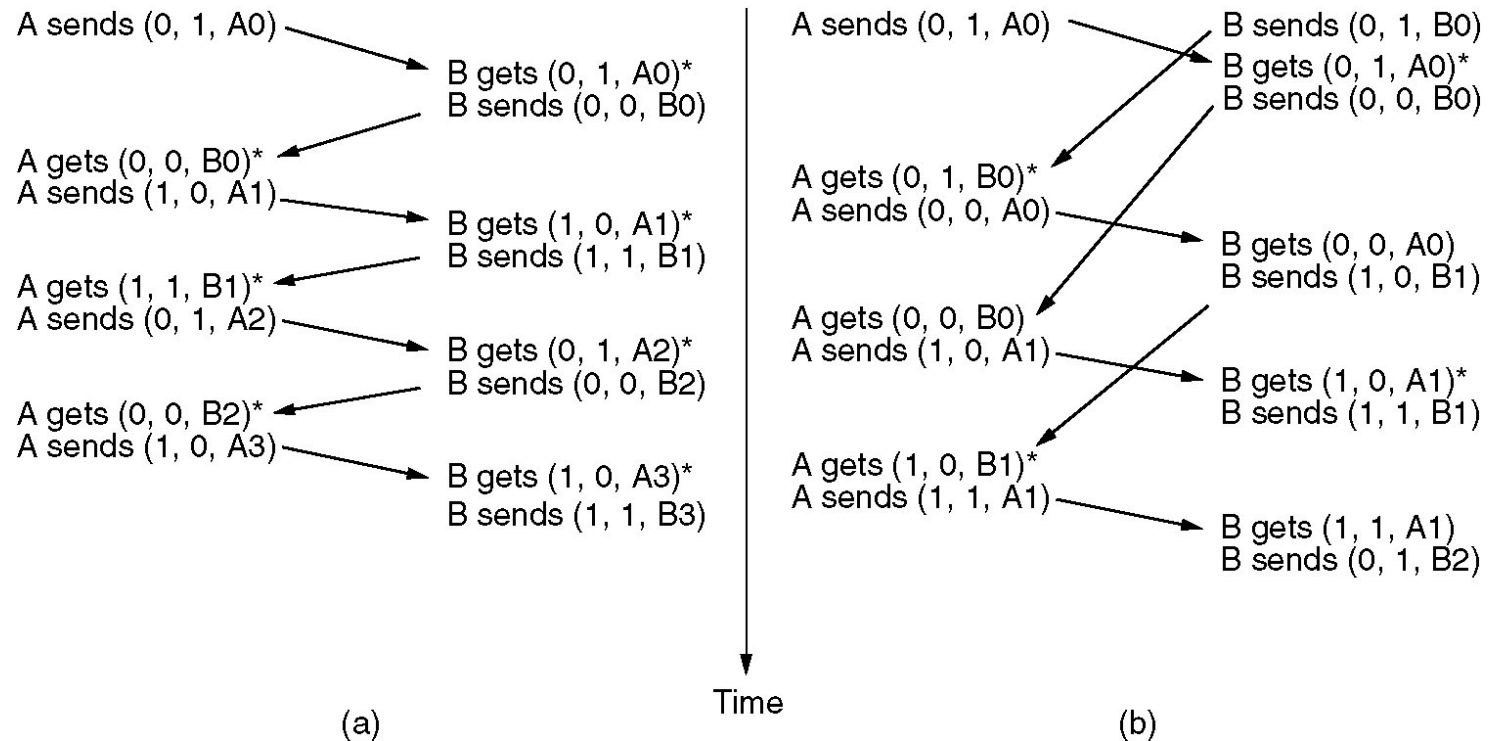 A sends (0, 1, A0)
B gets (0, 1, A0)*
B sends (0, 0, B0)
A gets (0, 0, B0)*
A sends (1, 0, A1)
B gets (1, 0, A1)*
B sends (1, 1, B1)
A gets (1, 1, B1)*
A sends (0, 1, A2)
B gets (0, 1, A2)*
B sends (0, 0, B2)
A gets (0, 0, B2)*
A sends (1, 0, A3)
B gets (1, 0, A3)*
B sends (1, 1, B3)
(a)
Time
A sends (0, 1, A0)
B sends (0, 1, B0)
B gets (0, 1, A0)*
B sends (0, 0, B0)
A gets (0, 1, B0)*
A sends (0, 0, A0)
B gets (0, 0, A0)
B sends (1, 0, B1)
A gets (0, 0, B0)
A sends (1, 0, A1)
B gets (1, 0, A1)*
B sends (1, 1, B1)
A gets (1, 0, B1)*
A sends (1, 1, A1)
B gets (1, 1, A1)
B sends (0, 1, B2)
(b)